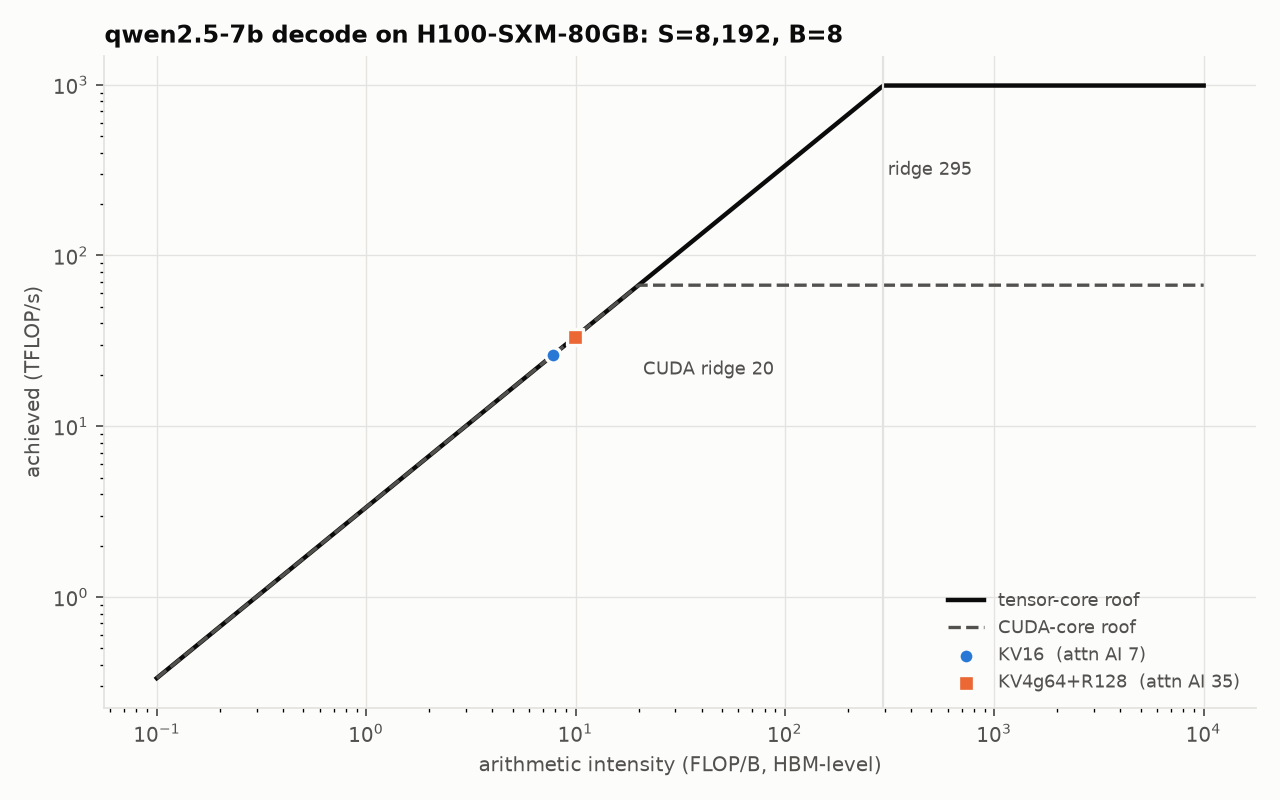 qwen2.5-7b decode on H100-SXM-80GB: S=8,192, B=8
achieved (TFLOP/s)
10³
10²
10¹
10⁰
ridge 295
CUDA ridge 20
tensor-core roof
CUDA-core roof
KV16 (attn AI 7)
KV4g64+R128 (attn AI 35)
10⁻¹ 10⁰ 10¹ 10² 10³ 10⁴
arithmetic intensity (FLOP/B, HBM-level)